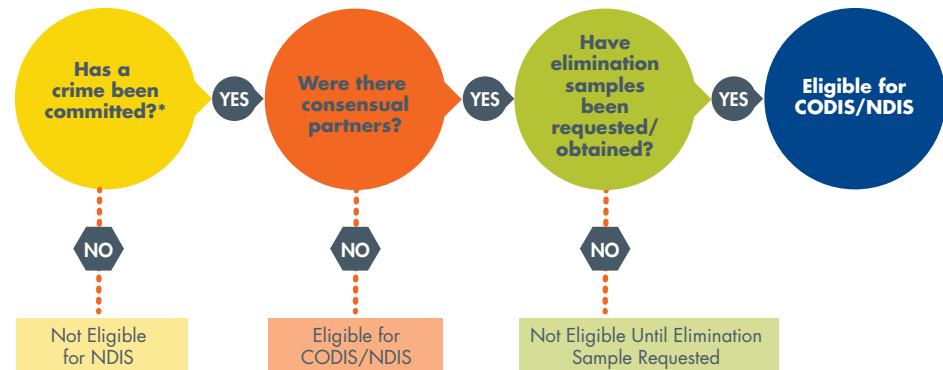 Has a
crime been
committed?*
YES
Were there
consensual
partners?
YES
Have
elimination
samples
been
requested/
obtained?
YES
Eligible for
CODIS/NDIS
NO
NO
NO
Not Eligible
for NDIS
Eligible for
CODIS/NDIS
Not Eligible Until Elimination
Sample Requested